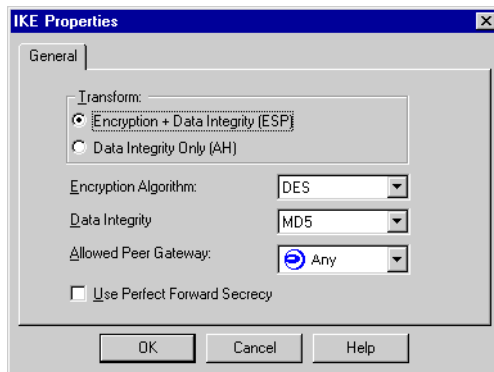 IKE Properties
General
Transform:
Encryption + Data Integrity (ESP)
Data Integrity Only (AH)
Encryption Algorithm: DES
Data Integrity MD5
Allowed Peer Gateway: Any
Use Perfect Forward Secrecy
OK Cancel Help